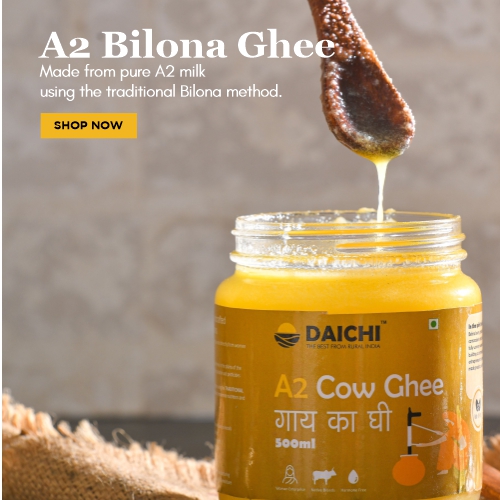 A2 Bilona Ghee
Made from pure A2 milk
using the traditional Bilona method.
SHOP NOW
DAICHI™
THE BEST FROM RURAL INDIA
A2 Cow Ghee
गाय का घी
500ml